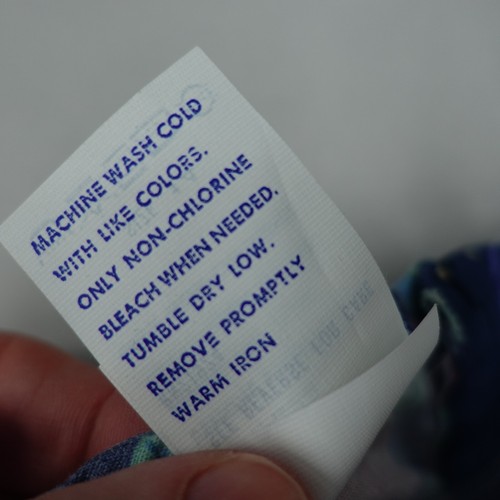 MACHINE WASH COLD
WITH LIKE COLORS.
ONLY NON-CHLORINE
BLEACH WHEN NEEDED.
TUMBLE DRY LOW.
REMOVE PROMPTLY
WARM IRON